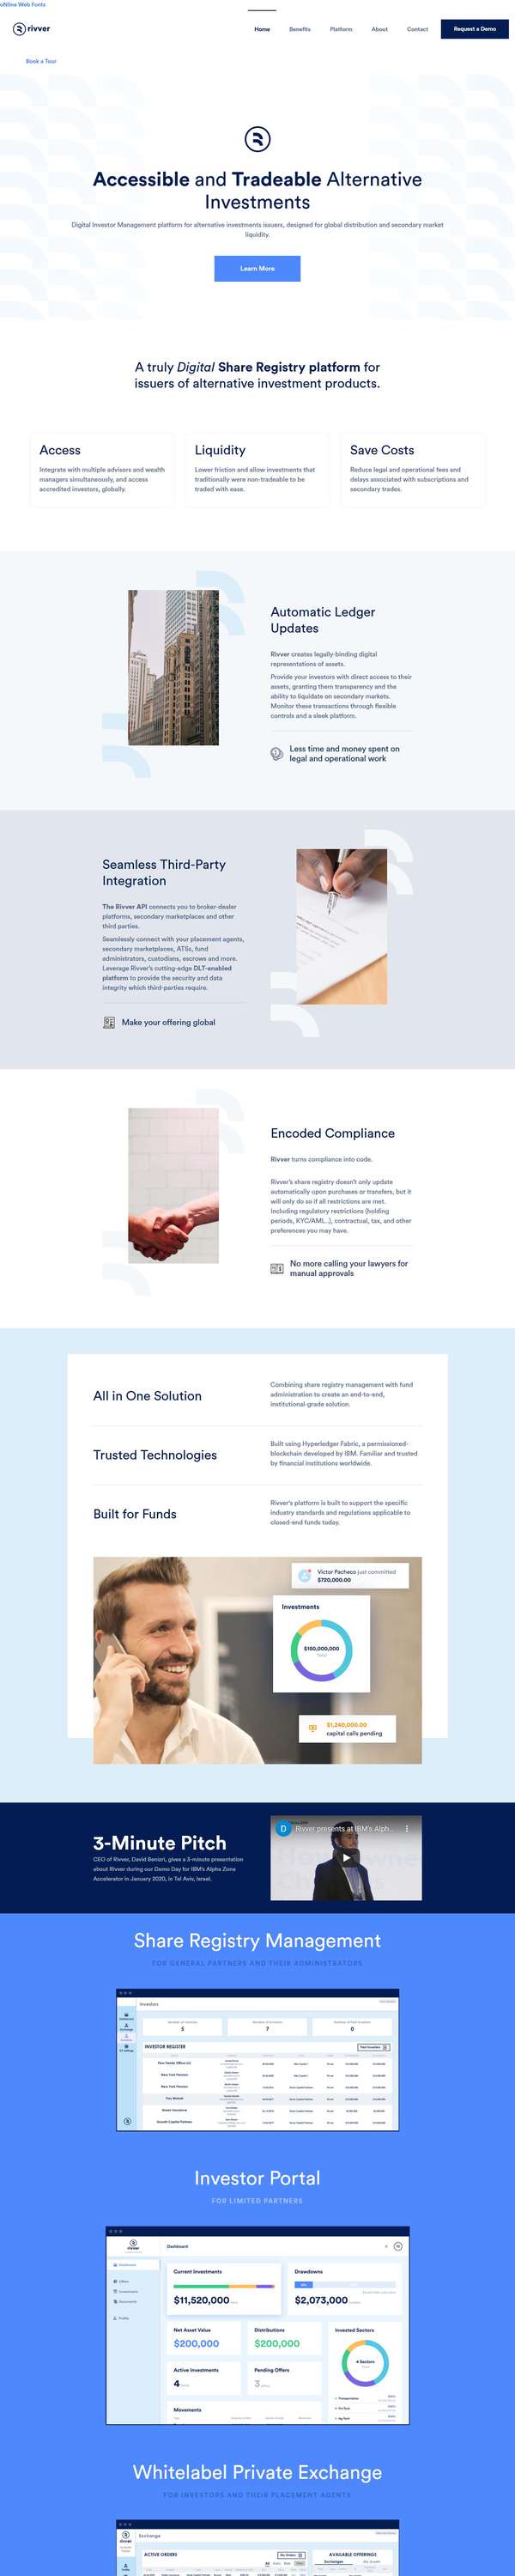 oNline Web Fonts
rivver
Home
Benefits
Platform
About
Contact
Request a Demo
Book a Tour
Accessible and Tradeable Alternative
Investments
Digital Investor Management platform for alternative investments issuers, designed for global distribution and secondary market
liquidity.
Learn More
A truly Digital Share Registry platform for
issuers of alternative investment products.
Access
Integrate with multiple advisors and wealth
managers simultaneously, and access
accredited investors, globally.
Liquidity
Lower friction and allow investments that
traditionally were non-tradeable to be
traded with ease.
Save Costs
Reduce legal and operational fees and
delays associated with subscriptions and
secondary trades.
Automatic Ledger
Updates
Rivver creates legally-binding digital
representations of assets.
Provide your investors with direct access to their
assets, granting them transparency and the
ability to liquidate on secondary markets.
Monitor these transactions through flexible
controls and a sleek platform.
Less time and money spent on
legal and operational work
Seamless Third-Party
Integration
The Rivver API connects you to broker-dealer
platforms, secondary marketplaces and other
third parties.
Seamlessly connect with your placement agents,
secondary marketplaces, ATSs, fund
administrators, custodians, escrows and more.
Leverage Rivver's cutting-edge DLT-enabled
platform to provide the security and data
integrity which third-parties require.
Make your offering global
Encoded Compliance
Rivver turns compliance into code.
Rivver's share registry doesn't only update
automatically upon purchases or transfers, but it
will only do so if all restrictions are met.
Including regulatory restrictions (holding
periods, KYC/AML..), contractual, tax, and other
preferences you may have.
No more calling your lawyers for
manual approvals
All in One Solution
Combining share registry management with fund
administration to create an end-to-end,
institutional-grade solution.
Trusted Technologies
Built using Hyperledger Fabric, a permissioned-
blockchain developed by IBM. Familiar and trusted
by financial institutions worldwide.
Built for Funds
Rivver's platform is built to support the specific
industry standards and regulations applicable to
closed-end funds today.
Victor Pacheco just committed
$720,000.00
Investments
$150,000,000
Total
$1,240,000.00
capital calls pending
3-Minute Pitch
CEO of Rivver, David Benizri, gives a 3-minute presentation
about Rivver during our Demo Day for IBM's Alpha Zone
Accelerator in January 2020, in Tel Aviv, Israel.
D
Rivver presents at IBM's Alph...
Share Registry Management
FOR GENERAL PARTNERS AND THEIR ADMINISTRATORS
Investors
5
7
0
INVESTOR REGISTER
Investor Portal
FOR LIMITED PARTNERS
rivver
Dashboard
Dashboard
Offers
Investments
Documents
Profile
Current Investments
$11,520,000
Drawdowns
$2,073,000
Net Asset Value
$200,000
Distributions
$200,000
Invested Sectors
4 Sectors
Active Investments
4
Pending Offers
3
Movements
Whitelabel Private Exchange
FOR INVESTORS AND THEIR PLACEMENT AGENTS
rivver
Exchange
ACTIVE ORDERS
AVAILABLE OFFERINGS